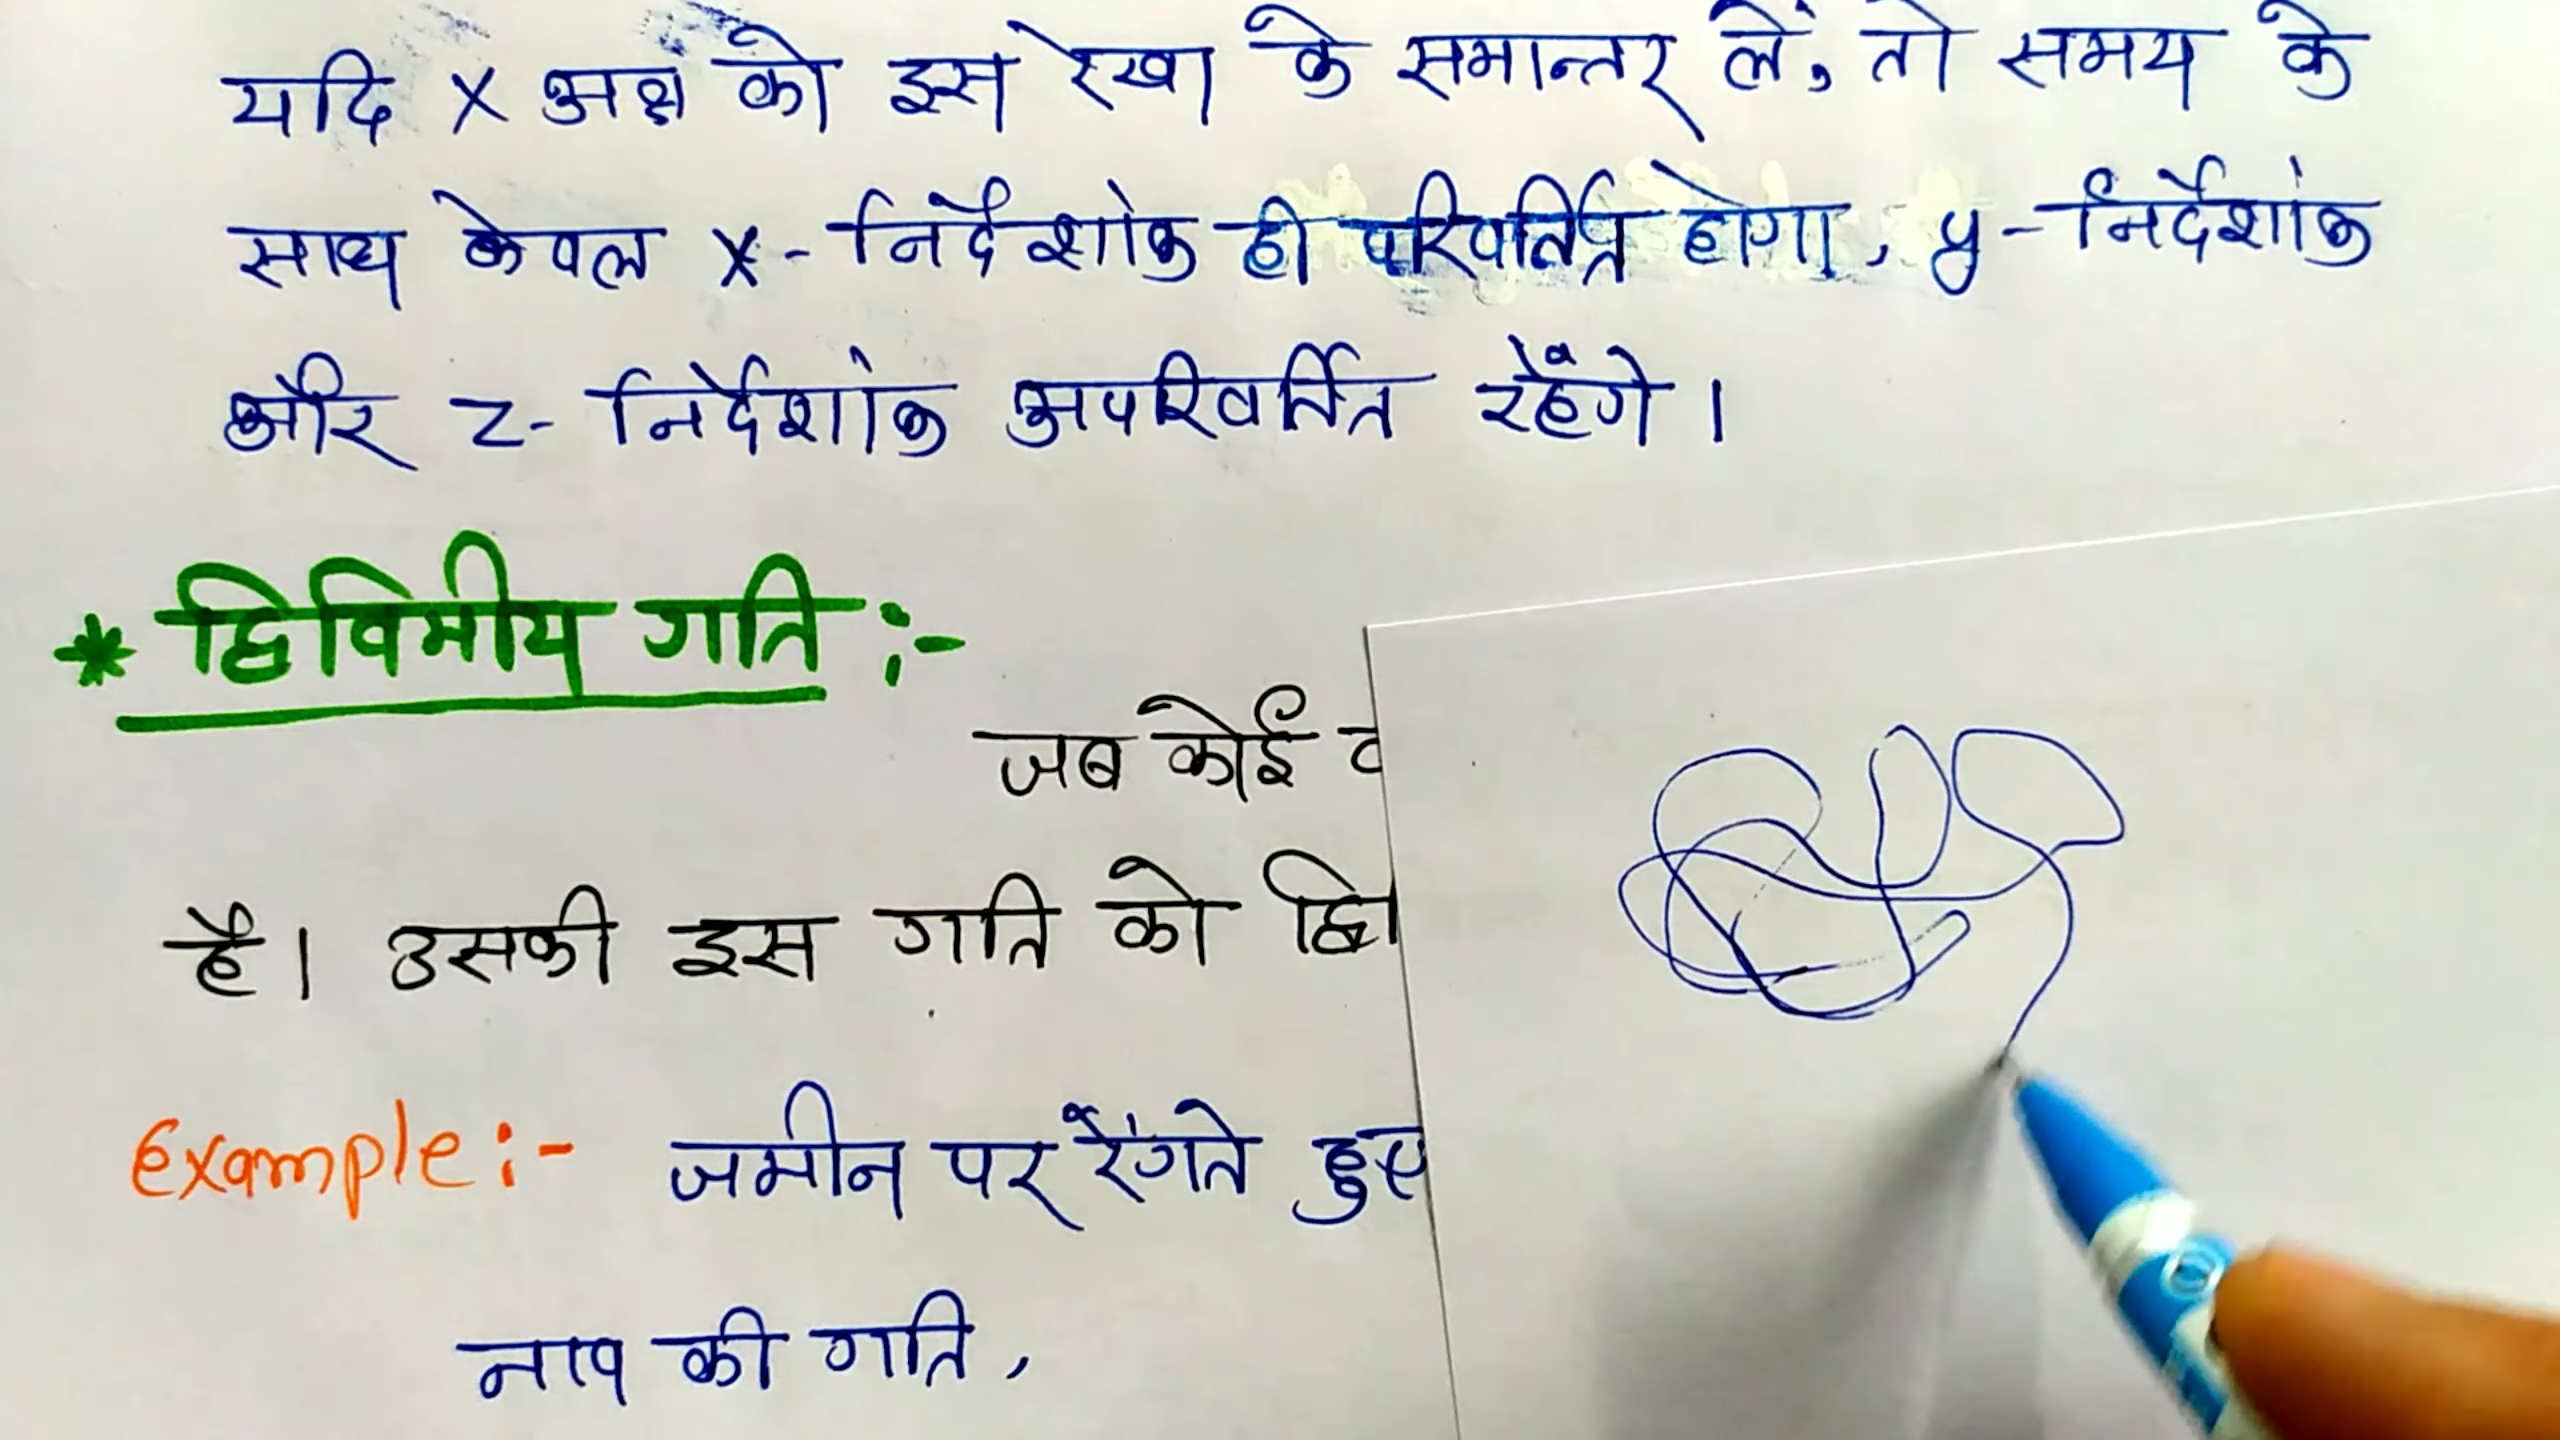 यदि x अक्ष को इस रेखा के समान्तर लें, तो समय के
साथ केवल x - निर्देशांक ही परिवर्तित होगा, y - निर्देशांक
और z - निर्देशांक अपरिवर्तित रहेंगे ।
* द्विविमीय गति :-
जब कोई
है। उसकी इस गति को द्वि
Example :- जमीन पर रेंगते हुए
नाव की गति ,